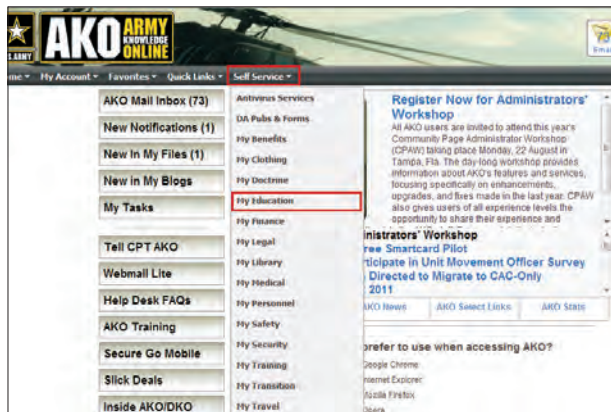 U.S. ARMY
AKO ARMY KNOWLEDGE ONLINE
My Account
Favorites
Quick Links
Self Service
AKO Mail Inbox (73)
New Notifications (1)
New In My Files (1)
New in My Blogs
My Tasks
Tell CPT AKO
Webmail Lite
Help Desk FAQs
AKO Training
Secure Go Mobile
Slick Deals
Inside AKO/DKO
Antivirus Services
DA Pubs & Forms
My Benefits
My Clothing
My Doctrine
My Education
My Finance
My Legal
My Library
My Medical
My Personnel
My Safety
My Security
My Training
My Transition
My Travel
Register Now for Administrators'
Workshop
All AKO users are invited to attend this year's
Community Page Administrator Workshop
(CPAW) taking place Monday, 22 August in
Tampa, Fla. The day-long workshop provides
information about AKO's features and services,
focusing specifically on enhancements,
upgrades, and fixes made in the last year. CPAW
also gives users of all experience levels the
opportunity to share their experience and
inistrators' Workshop
ree Smartcard Pilot
rticipate in Unit Movement Officer Survey
Directed to Migrate to CAC-Only
2011
AKO News
AKO Select Links
AKO State
prefer to use when accessing AKO?
Google Chrome
Internet Explorer
Mozilla Firefox
Opera